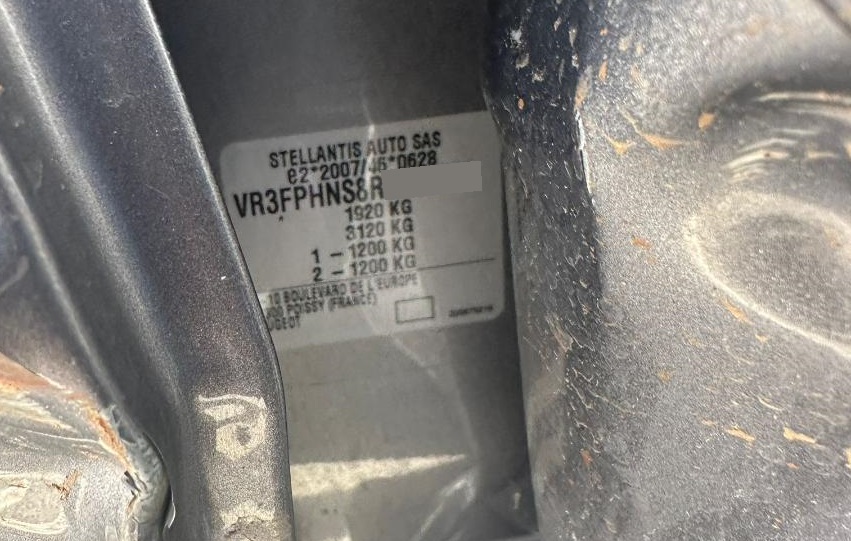 STELLANTIS AUTO SAS
e2*2007/46*0628
VR3FPHNS8R
1920 KG
3120 KG
1 - 1200 KG
2 - 1200 KG
10 BOULEVARD DE L'EUROPE
POISSY (FRANCE)